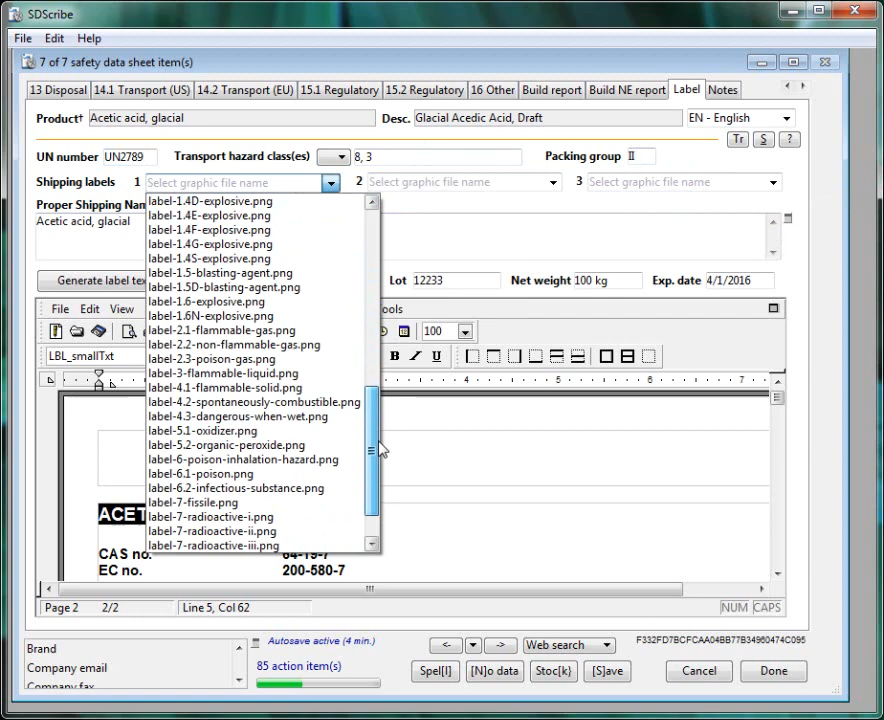 SDScribe
File Edit Help
7 of 7 safety data sheet item(s)
13 Disposal 14.1 Transport (US) 14.2 Transport (EU) 15.1 Regulatory 15.2 Regulatory 16 Other Build report Build NE report Label Notes
Product† Acetic acid, glacial Desc. Glacial Acedic Acid, Draft EN - English
Tr S ?
UN number UN2789 Transport hazard class(es) 8, 3 Packing group II
Shipping labels 1 Select graphic file name 2 Select graphic file name 3 Select graphic file name
Proper Shipping Nam
Acetic acid, glacial
label-1.4D-explosive.png
label-1.4E-explosive.png
label-1.4F-explosive.png
label-1.4G-explosive.png
label-1.4S-explosive.png
label-1.5-blasting-agent.png
label-1.5D-blasting-agent.png
label-1.6-explosive.png
label-1.6N-explosive.png
label-2.1-flammable-gas.png
label-2.2-non-flammable-gas.png
label-2.3-poison-gas.png
label-3-flammable-liquid.png
label-4.1-flammable-solid.png
label-4.2-spontaneously-combustible.png
label-4.3-dangerous-when-wet.png
label-5.1-oxidizer.png
label-5.2-organic-peroxide.png
label-6-poison-inhalation-hazard.png
label-6.1-poison.png
label-6.2-infectious-substance.png
label-7-fissile.png
label-7-radioactive-i.png
label-7-radioactive-ii.png
label-7-radioactive-iii.png
Generate label tex Lot 12233 Net weight 100 kg Exp. date 4/1/2016
File Edit View ools
100
LBL_smallTxt B I U
4 5 6 7
ACET
CAS no. 64-19-7
EC no. 200-580-7
Page 2 2/2 Line 5, Col 62 NUM CAPS
Brand
Company email
Company fax
Autosave active (4 min.)
85 action item(s)
<- -> Web search F332FD7BCFCAA04BB77B34960474C095
Spel[l] [N]o data Stoc[k] [S]ave Cancel Done